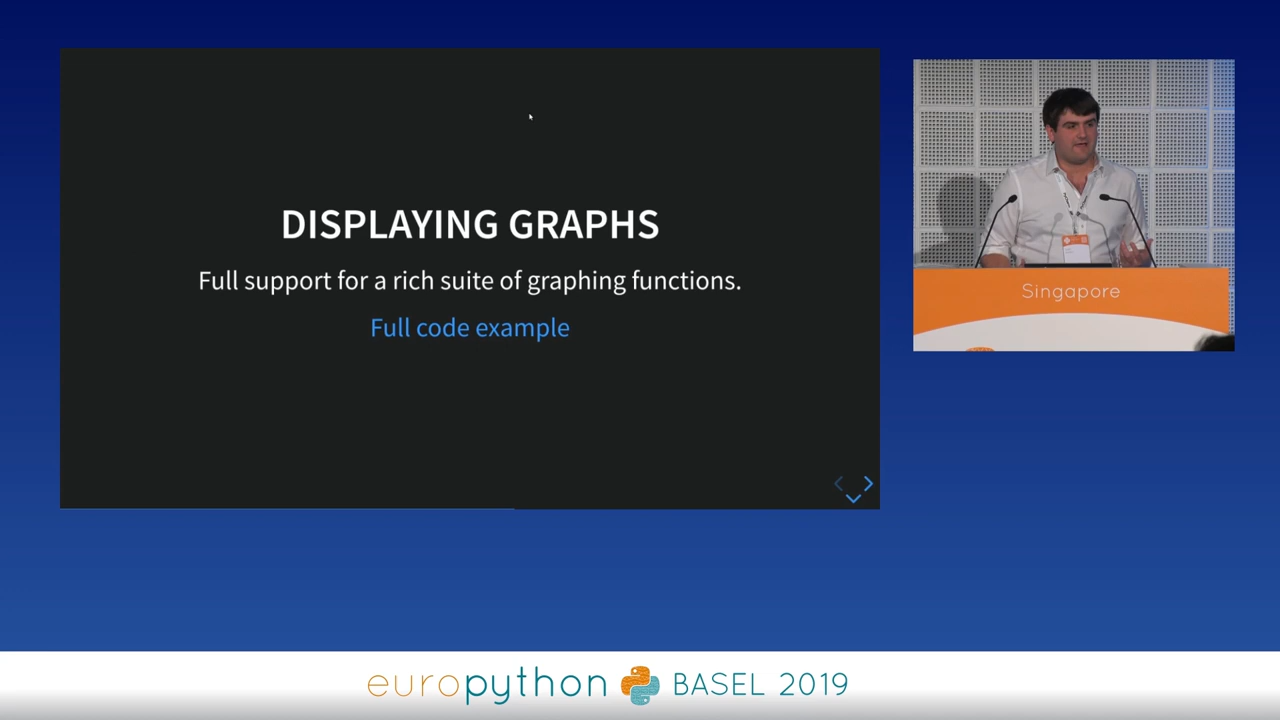 DISPLAYING GRAPHS
Full support for a rich suite of graphing functions.
Full code example
Singapore
europython BASEL 2019